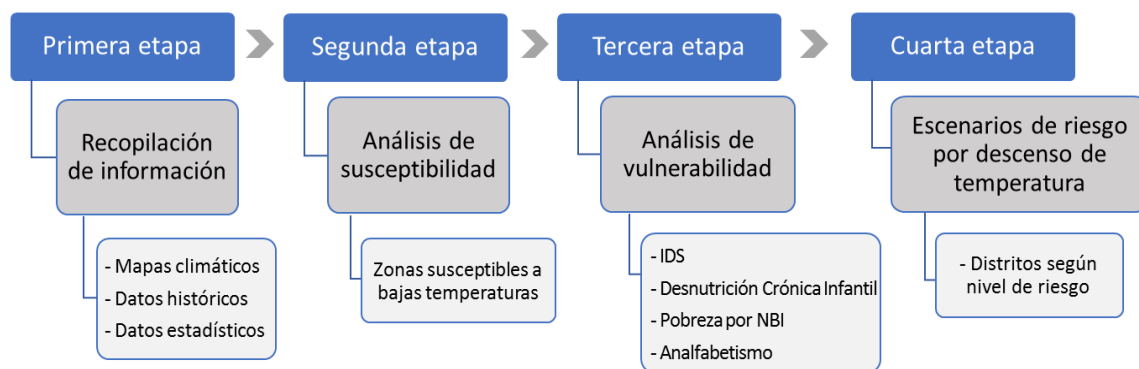 Primera etapa
Segunda etapa
Tercera etapa
Cuarta etapa
Recopilación
de información
Análisis de
susceptibilidad
Análisis de
vulnerabilidad
Escenarios de riesgo
por descenso de
temperatura
- Mapas climáticos
- Datos históricos
- Datos estadísticos
Zonas susceptibles a
bajas temperaturas
- IDS
- Desnutrición Crónica Infantil
- Pobreza por NBI
- Analfabetismo
- Distritos según
nivel de riesgo